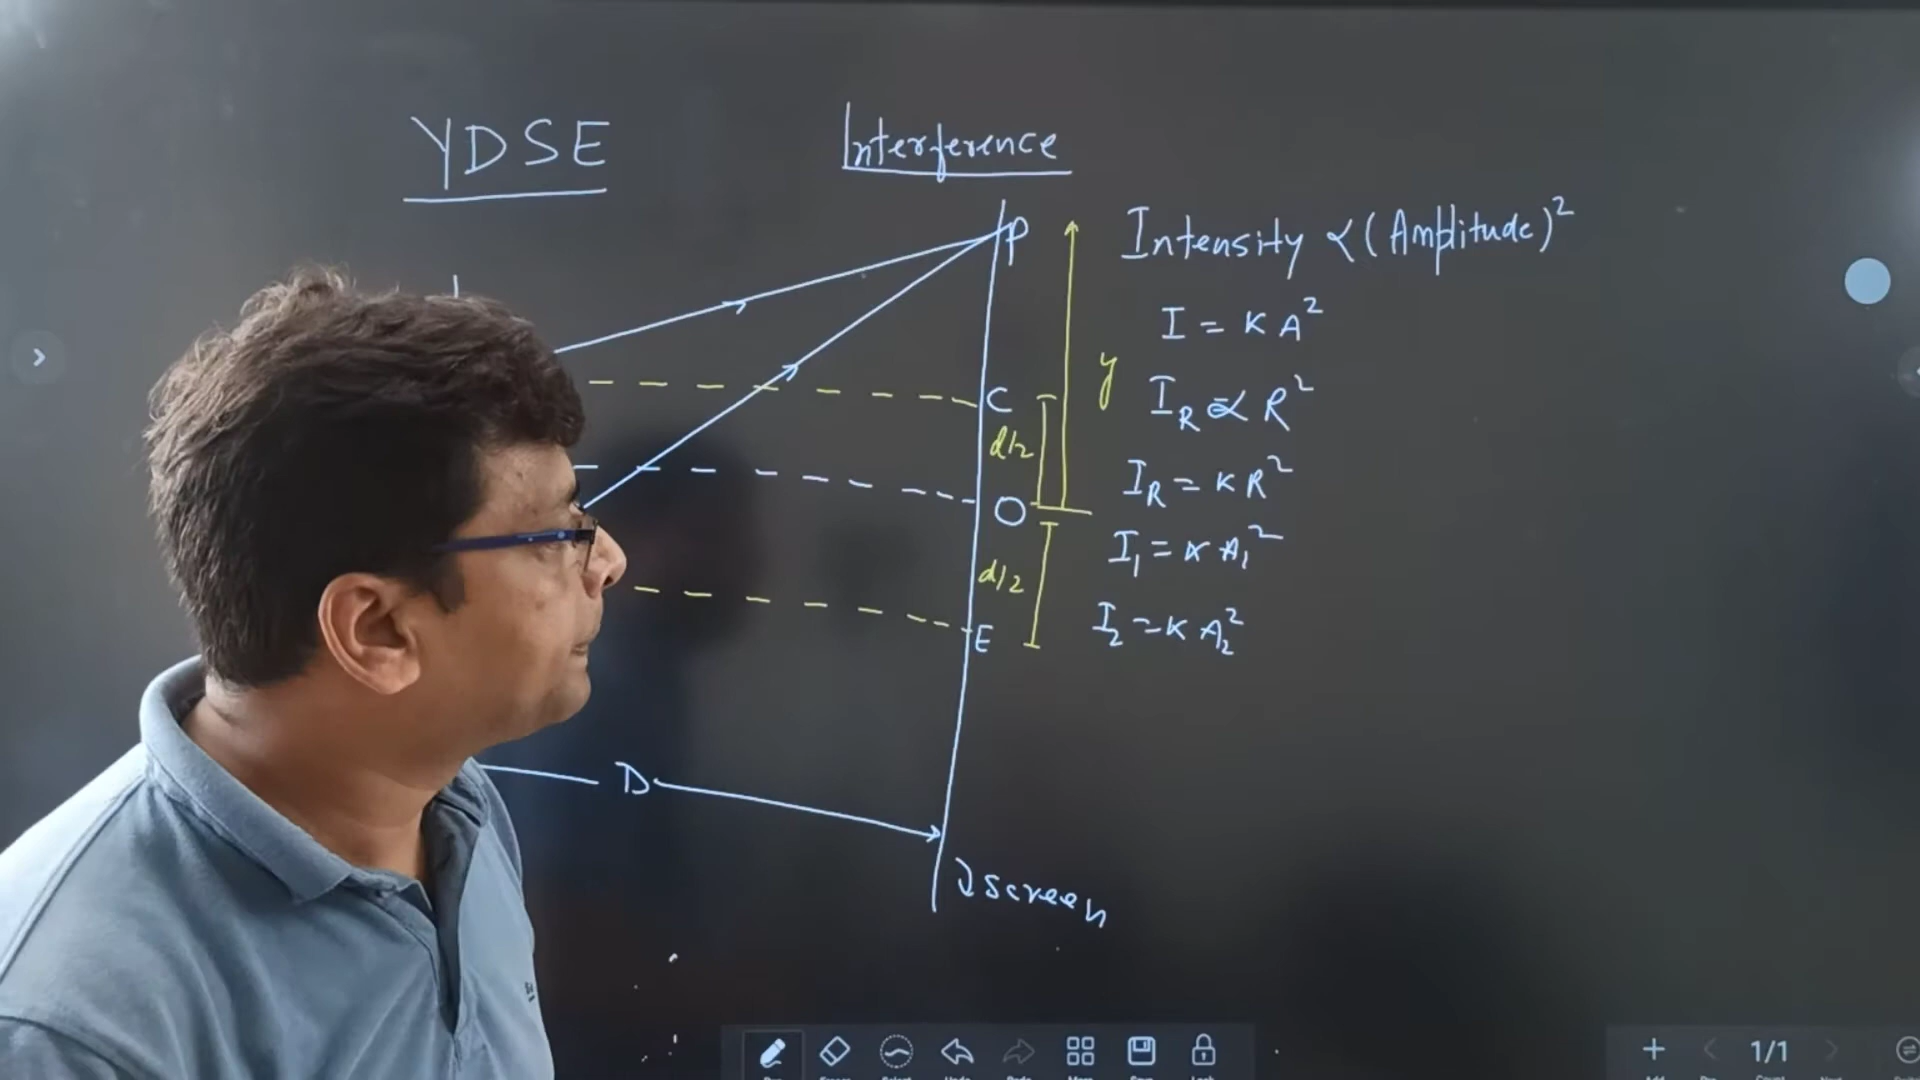 YDSE
Interference
P
Intensity ∝ (Amplitude)²
I = K A²
y
C
I_R ∝ R²
d/2
I_R = K R²
O
I₁ = K A₁²
d/2
I₂ = K A₂²
E
D
screen
1/1